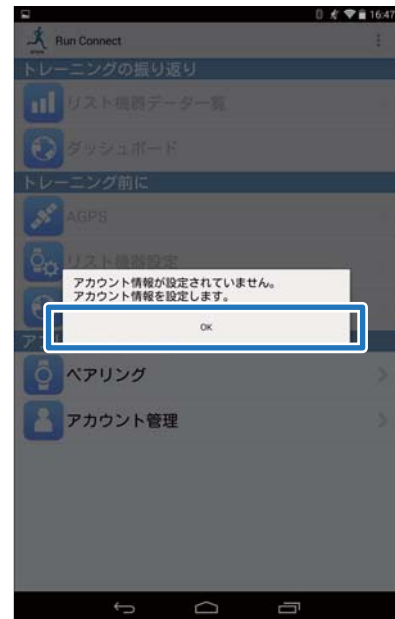 16:47
Run Connect
トレーニングの振り返り
リスト機器データ一覧
ダッシュボード
トレーニング前に
AGPS
リスト機器設定
アカウント情報が設定されていません。
アカウント情報を設定します。
OK
ペアリング
アカウント管理